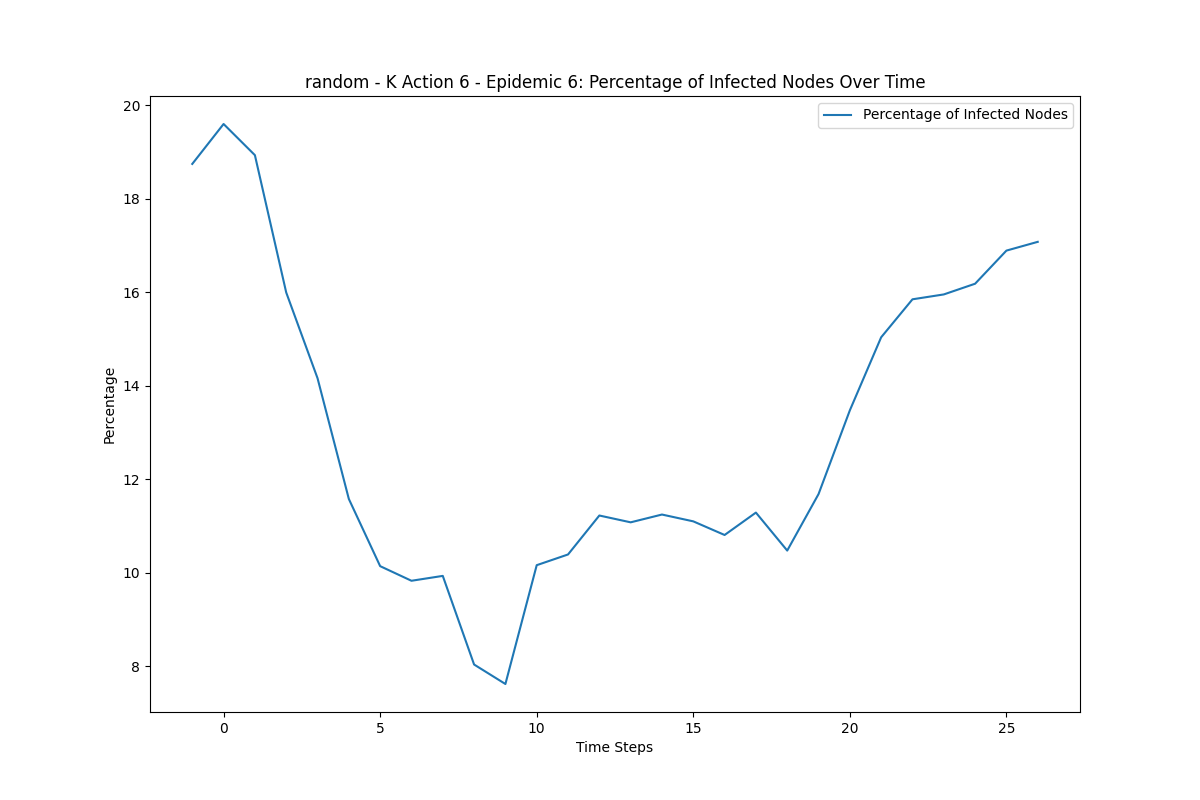 random - K Action 6 - Epidemic 6: Percentage of Infected Nodes Over Time
Percentage of Infected Nodes
Percentage
20
18
16
14
12
10
8
0 5 10 15 20 25
Time Steps